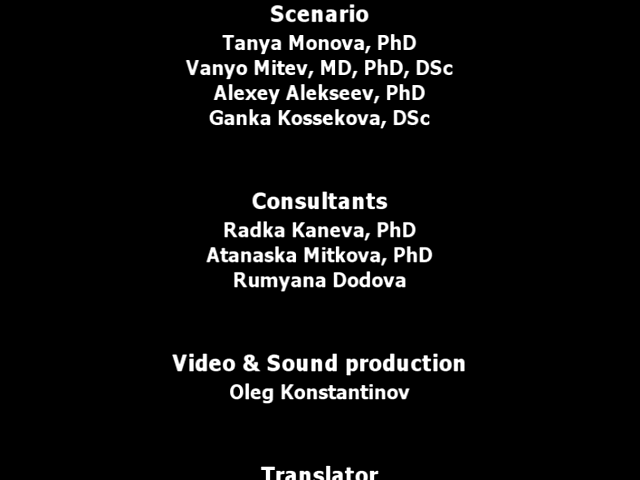 Scenario
Tanya Monova, PhD
Vanyo Mitev, MD, PhD, DSc
Alexey Alekseev, PhD
Ganka Kossekova, DSc
Consultants
Radka Kaneva, PhD
Atanaska Mitkova, PhD
Rumyana Dodova
Video & Sound production
Oleg Konstantinov
Translator